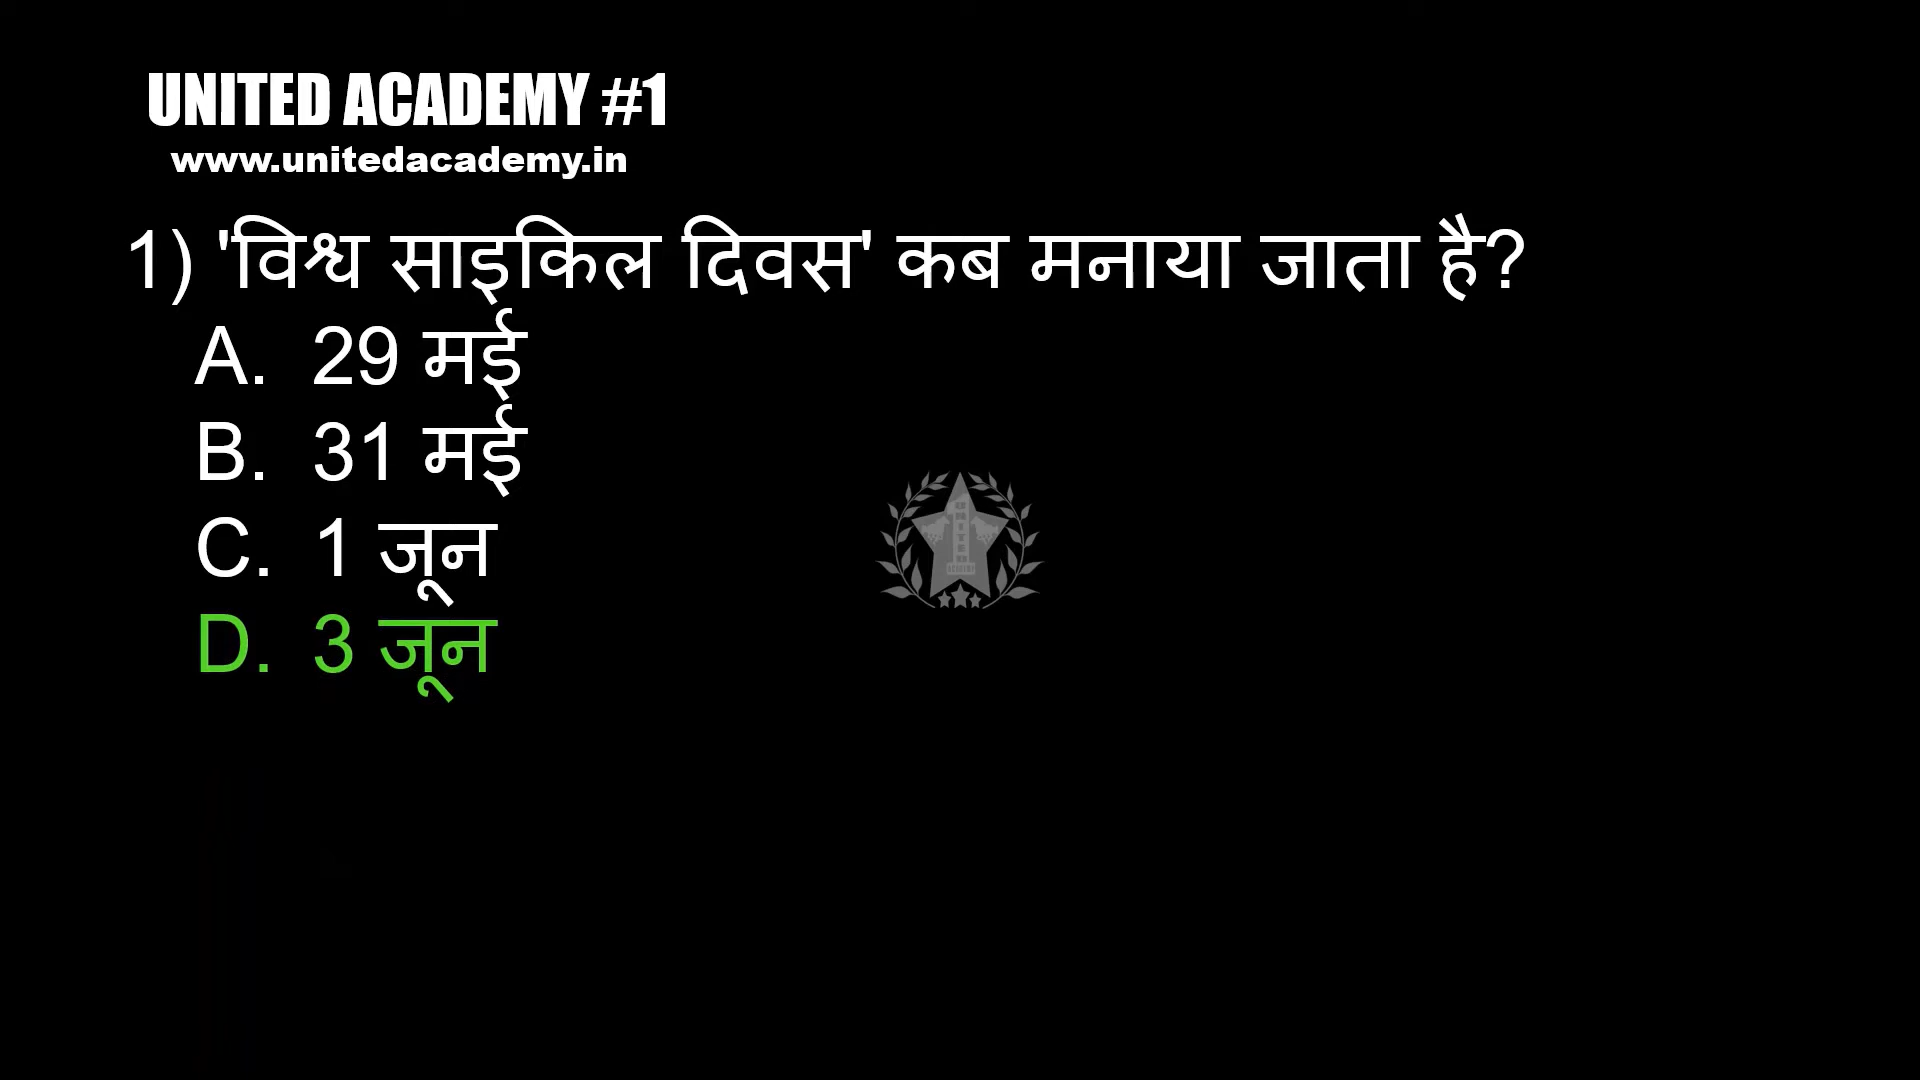 UNITED ACADEMY #1
www.unitedacademy.in
1) 'विश्व साइकिल दिवस' कब मनाया जाता है?
A. 29 मई
B. 31 मई
C. 1 जून
D. 3 जून